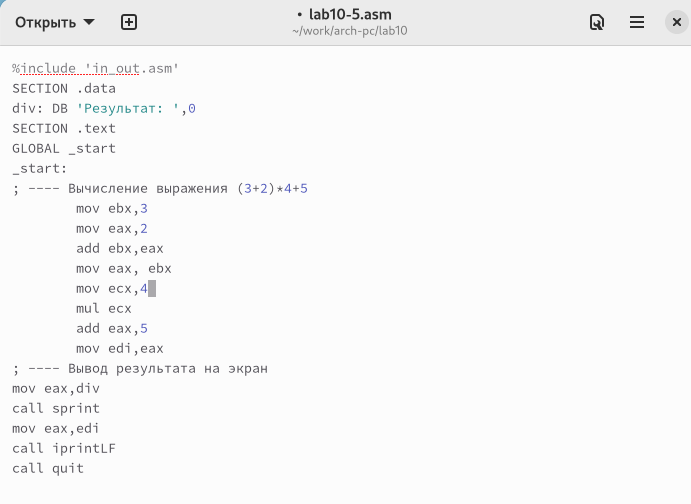 Открыть
• lab10-5.asm
~/work/arch-pc/lab10
%include 'in_out.asm'
SECTION .data
div: DB 'Результат: ',0
SECTION .text
GLOBAL _start
_start:
; ---- Вычисление выражения (3+2)*4+5
mov ebx,3
mov eax,2
add ebx,eax
mov eax, ebx
mov ecx,4
mul ecx
add eax,5
mov edi,eax
; ---- Вывод результата на экран
mov eax,div
call sprint
mov eax,edi
call iprintLF
call quit